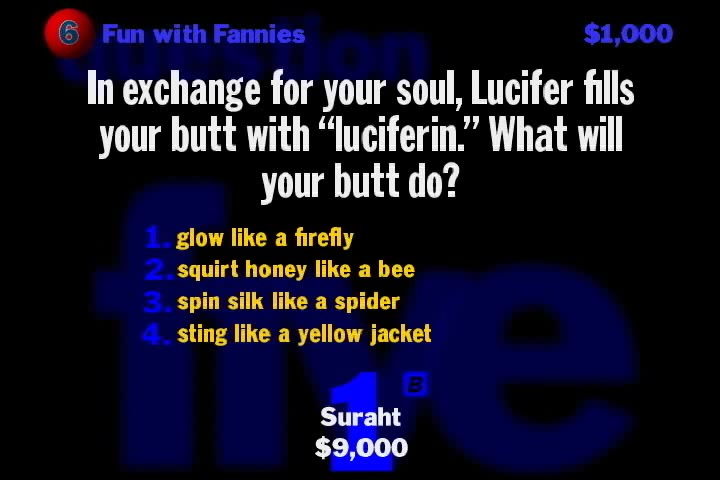 6 Fun with Fannies $1,000
question
In exchange for your soul, Lucifer fills
your butt with “luciferin.” What will
your butt do?
1. glow like a firefly
2. squirt honey like a bee
3. spin silk like a spider
4. sting like a yellow jacket
five
1 B
Suraht
$9,000